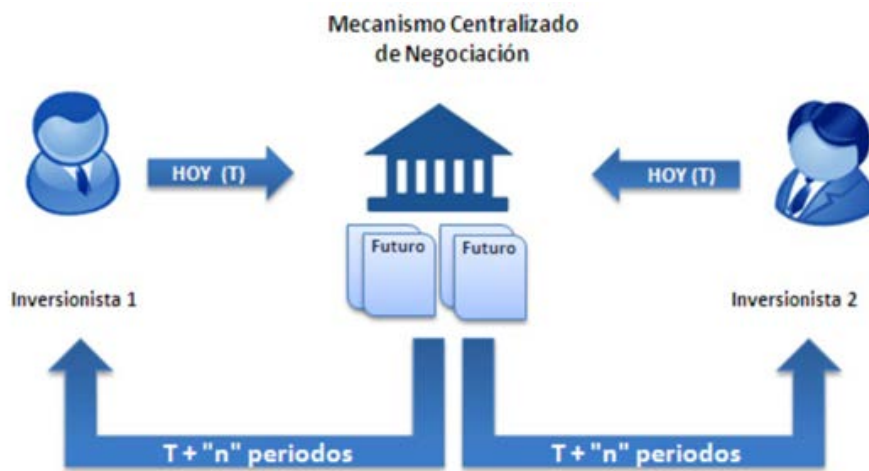 Mecanismo Centralizado
de Negociación
HOY (T)
HOY (T)
Futuro
Futuro
Inversionista 1
Inversionista 2
T + "n" periodos
T + "n" periodos